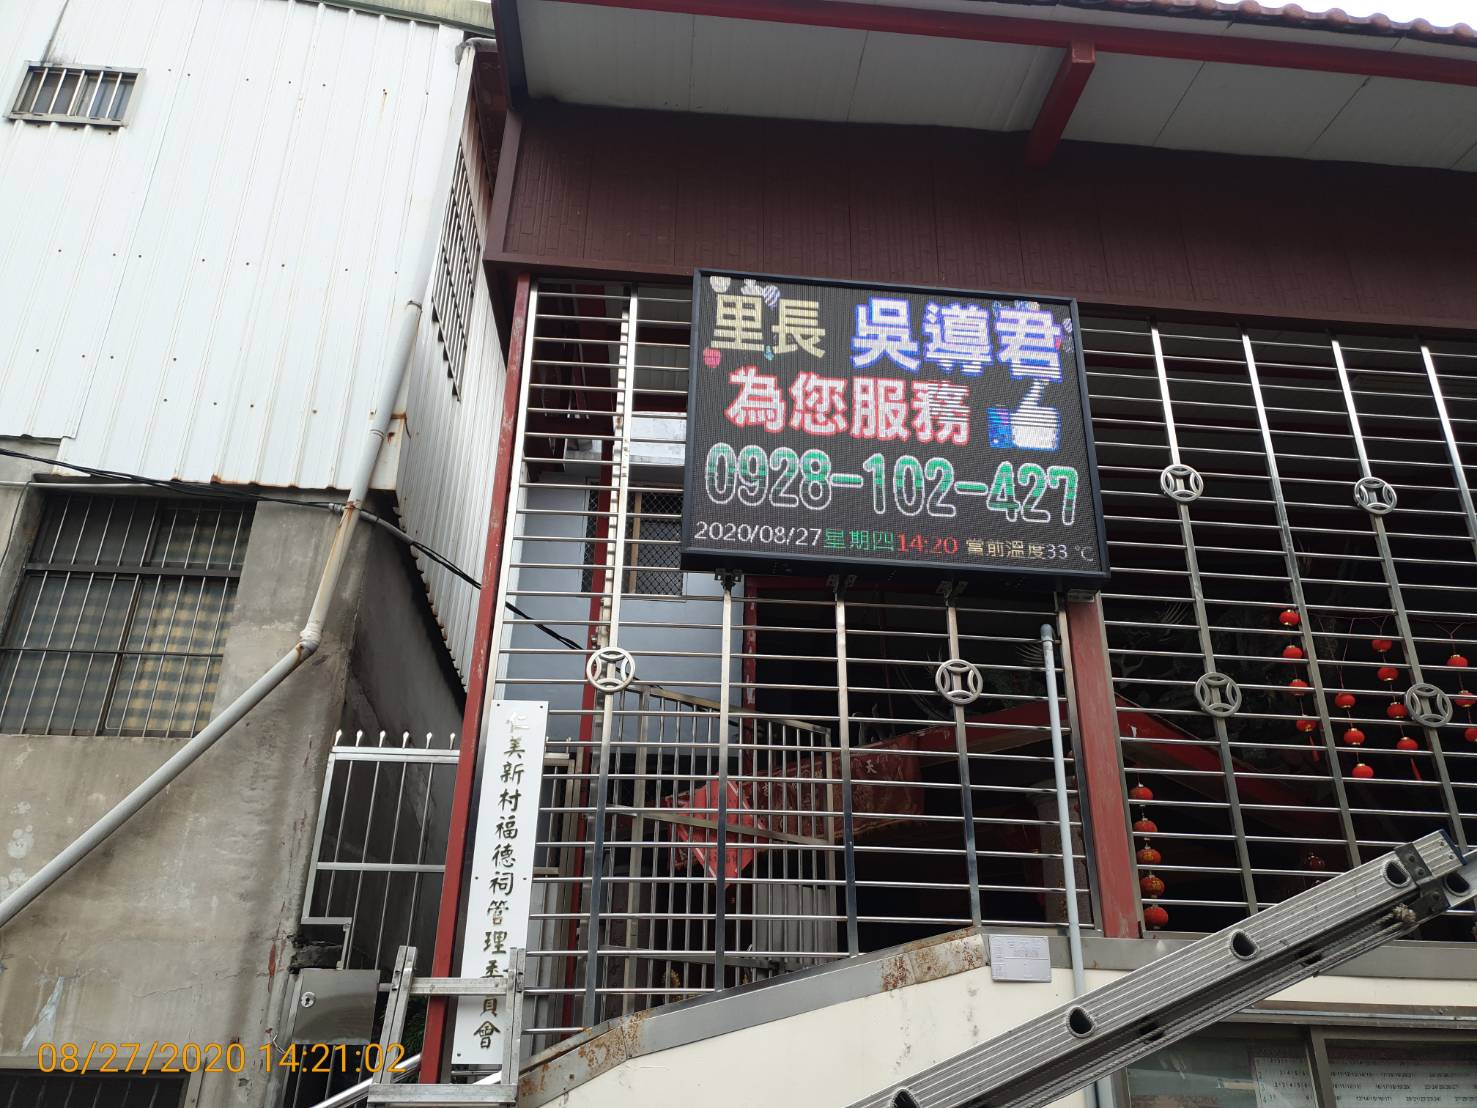 里長 吳導君
為您服務
0928-102-427
2020/08/27星期四14:20 當前溫度33℃
仁美新村福德祠管理委員會
天
08/27/2020 14:21:02